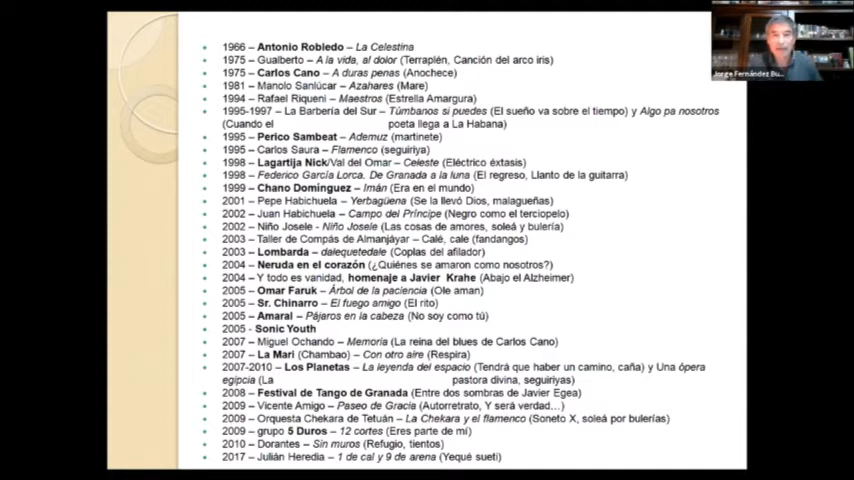 1966 – Antonio Robledo – La Celestina
1975 – Gualberto – A la vida, al dolor (Terraplén, Canción del arco iris)
1975 – Carlos Cano – A duras penas (Anochece)
1981 – Manolo Sanlúcar – Azahares (Mare)
1994 – Rafael Riqueni – Maestros (Estrella Amargura)
1995-1997 – La Barbería del Sur – Túmbanos si puedes (El sueño va sobre el tiempo) y Algo pa nosotros
(Cuando el poeta llega a La Habana)
1995 – Perico Sambeat – Ademuz (martinete)
1995 – Carlos Saura – Flamenco (seguiriya)
1998 – Lagartija Nick/Val del Omar – Celeste (Eléctrico éxtasis)
1998 – Federico García Lorca. De Granada a la luna (El regreso, Llanto de la guitarra)
1999 – Chano Domínguez – Imán (Era en el mundo)
2001 – Pepe Habichuela – Yerbagüena (Se la llevó Dios, malagueñas)
2002 – Juan Habichuela – Campo del Príncipe (Negro como el terciopelo)
2002 – Niño Josele - Niño Josele (Las cosas de amores, soleá y bulería)
2003 – Taller de Compás de Almanjáyar – Calé, cale (fandangos)
2003 – Lombarda – dalequetedale (Coplas del afilador)
2004 – Neruda en el corazón (¿Quiénes se amaron como nosotros?)
2004 – Y todo es vanidad, homenaje a Javier Krahe (Abajo el Alzheimer)
2005 – Omar Faruk – Árbol de la paciencia (Ole aman)
2005 – Sr. Chinarro – El fuego amigo (El rito)
2005 – Amaral – Pájaros en la cabeza (No soy como tú)
2005 - Sonic Youth
2007 – Miguel Ochando – Memoria (La reina del blues de Carlos Cano)
2007 – La Mari (Chambao) – Con otro aire (Respira)
2007-2010 – Los Planetas – La leyenda del espacio (Tendrá que haber un camino, caña) y Una ópera
egipcia (La pastora divina, seguiriyas)
2008 – Festival de Tango de Granada (Entre dos sombras de Javier Egea)
2009 – Vicente Amigo – Paseo de Gracia (Autorretrato, Y será verdad…)
2009 – Orquesta Chekara de Tetuán – La Chekara y el flamenco (Soneto X, soleá por bulerías)
2009 – grupo 5 Duros – 12 cortes (Eres parte de mí)
2010 – Dorantes – Sin muros (Refugio, tientos)
2017 – Julián Heredia – 1 de cal y 9 de arena (Yequé sueti)
Jorge Fernández Bu...